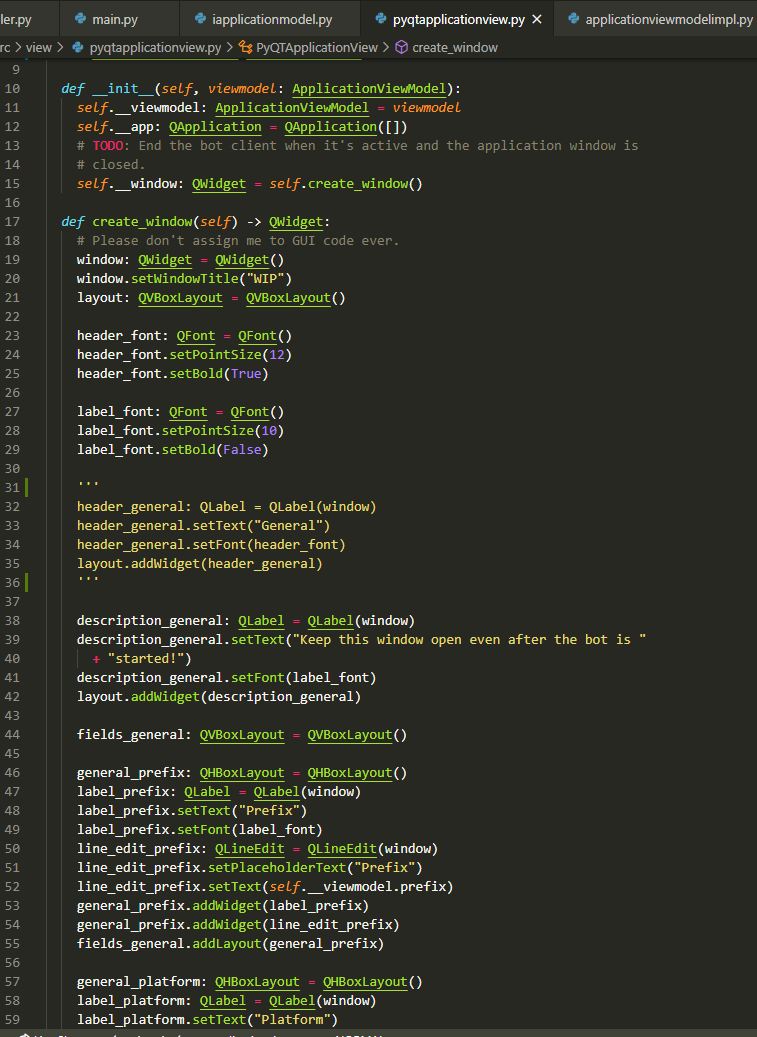 ler.py main.py iapplicationmodel.py pyqtapplicationview.py × applicationviewmodelimpl.py
rc > view > pyqtapplicationview.py > PyQTApplicationView > create_window
9
10 def __init__(self, viewmodel: ApplicationViewModel):
11 self.__viewmodel: ApplicationViewModel = viewmodel
12 self.__app: QApplication = QApplication([])
13 # TODO: End the bot client when it's active and the application window is
14 # closed.
15 self.__window: QWidget = self.create_window()
16
17 def create_window(self) -> QWidget:
18 # Please don't assign me to GUI code ever.
19 window: QWidget = QWidget()
20 window.setWindowTitle("WIP")
21 layout: QVBoxLayout = QVBoxLayout()
22
23 header_font: QFont = QFont()
24 header_font.setPointSize(12)
25 header_font.setBold(True)
26
27 label_font: QFont = QFont()
28 label_font.setPointSize(10)
29 label_font.setBold(False)
30
31 '''
32 header_general: QLabel = QLabel(window)
33 header_general.setText("General")
34 header_general.setFont(header_font)
35 layout.addWidget(header_general)
36 '''
37
38 description_general: QLabel = QLabel(window)
39 description_general.setText("Keep this window open even after the bot is "
40 + "started!")
41 description_general.setFont(label_font)
42 layout.addWidget(description_general)
43
44 fields_general: QVBoxLayout = QVBoxLayout()
45
46 general_prefix: QHBoxLayout = QHBoxLayout()
47 label_prefix: QLabel = QLabel(window)
48 label_prefix.setText("Prefix")
49 label_prefix.setFont(label_font)
50 line_edit_prefix: QLineEdit = QLineEdit(window)
51 line_edit_prefix.setPlaceholderText("Prefix")
52 line_edit_prefix.setText(self.__viewmodel.prefix)
53 general_prefix.addWidget(label_prefix)
54 general_prefix.addWidget(line_edit_prefix)
55 fields_general.addLayout(general_prefix)
56
57 general_platform: QHBoxLayout = QHBoxLayout()
58 label_platform: QLabel = QLabel(window)
59 label_platform.setText("Platform")